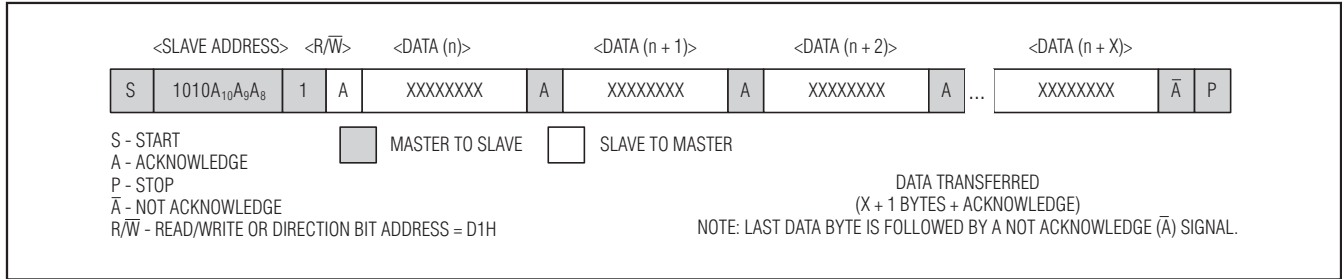 <SLAVE ADDRESS> <R/W̅> <DATA (n)> <DATA (n + 1)> <DATA (n + 2)> <DATA (n + X)>
S 1010A₁₀A₉A₈ 1 A XXXXXXXX A XXXXXXXX A XXXXXXXX A ... XXXXXXXX A̅ P
S - START
A - ACKNOWLEDGE
P - STOP
A̅ - NOT ACKNOWLEDGE
R/W̅ - READ/WRITE OR DIRECTION BIT ADDRESS = D1H
MASTER TO SLAVE SLAVE TO MASTER
DATA TRANSFERRED
(X + 1 BYTES + ACKNOWLEDGE)
NOTE: LAST DATA BYTE IS FOLLOWED BY A NOT ACKNOWLEDGE (A̅) SIGNAL.